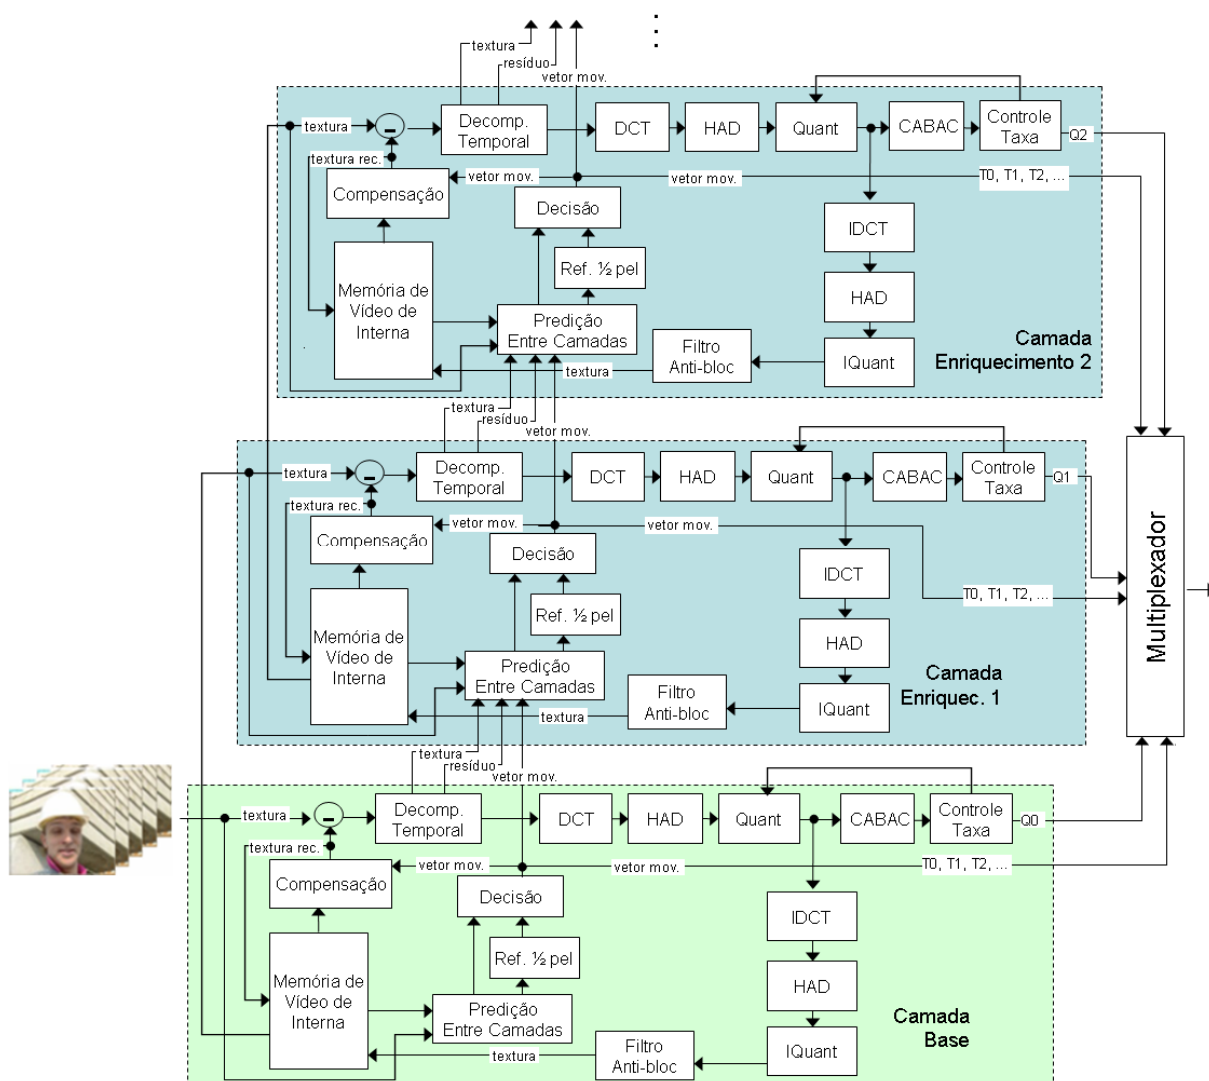 textura
resíduo
vetor mov.
textura
Decomp.
Temporal
DCT
HAD
Quant
CABAC
Controle
Taxa
Q2
textura rec.
vetor mov.
vetor mov.
T0, T1, T2, ...
Compensação
Decisão
IDCT
Ref. ½ pel
Memória de
Vídeo de
Interna
HAD
Predição
Entre Camadas
Filtro
Anti-bloc
IQuant
textura
Camada
Enriquecimento 2
textura
resíduo
vetor mov.
textura
Decomp.
Temporal
DCT
HAD
Quant
CABAC
Controle
Taxa
Q1
textura rec.
vetor mov.
vetor mov.
T0, T1, T2, ...
Compensação
Decisão
IDCT
Ref. ½ pel
Memória de
Vídeo de
Interna
HAD
Predição
Entre Camadas
Filtro
Anti-bloc
IQuant
textura
Camada
Enriquec. 1
Multiplexador
textura
resíduo
vetor mov.
textura
Decomp.
Temporal
DCT
HAD
Quant
CABAC
Controle
Taxa
Q0
textura rec.
vetor mov.
vetor mov.
T0, T1, T2, ...
Compensação
Decisão
IDCT
Ref. ½ pel
Memória de
Vídeo de
Interna
HAD
Predição
Entre Camadas
Filtro
Anti-bloc
IQuant
textura
Camada
Base